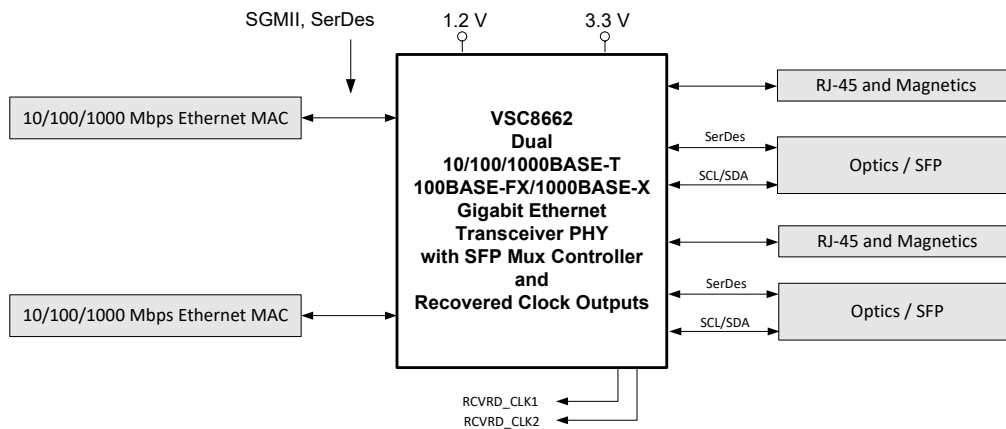 SGMII, SerDes
1.2 V
3.3 V
10/100/1000 Mbps Ethernet MAC
10/100/1000 Mbps Ethernet MAC
VSC8662
Dual
10/100/1000BASE-T
100BASE-FX/1000BASE-X
Gigabit Ethernet
Transceiver PHY
with SFP Mux Controller
and
Recovered Clock Outputs
RJ-45 and Magnetics
SerDes
Optics / SFP
SCL/SDA
RJ-45 and Magnetics
SerDes
Optics / SFP
SCL/SDA
RCVRD_CLK1
RCVRD_CLK2